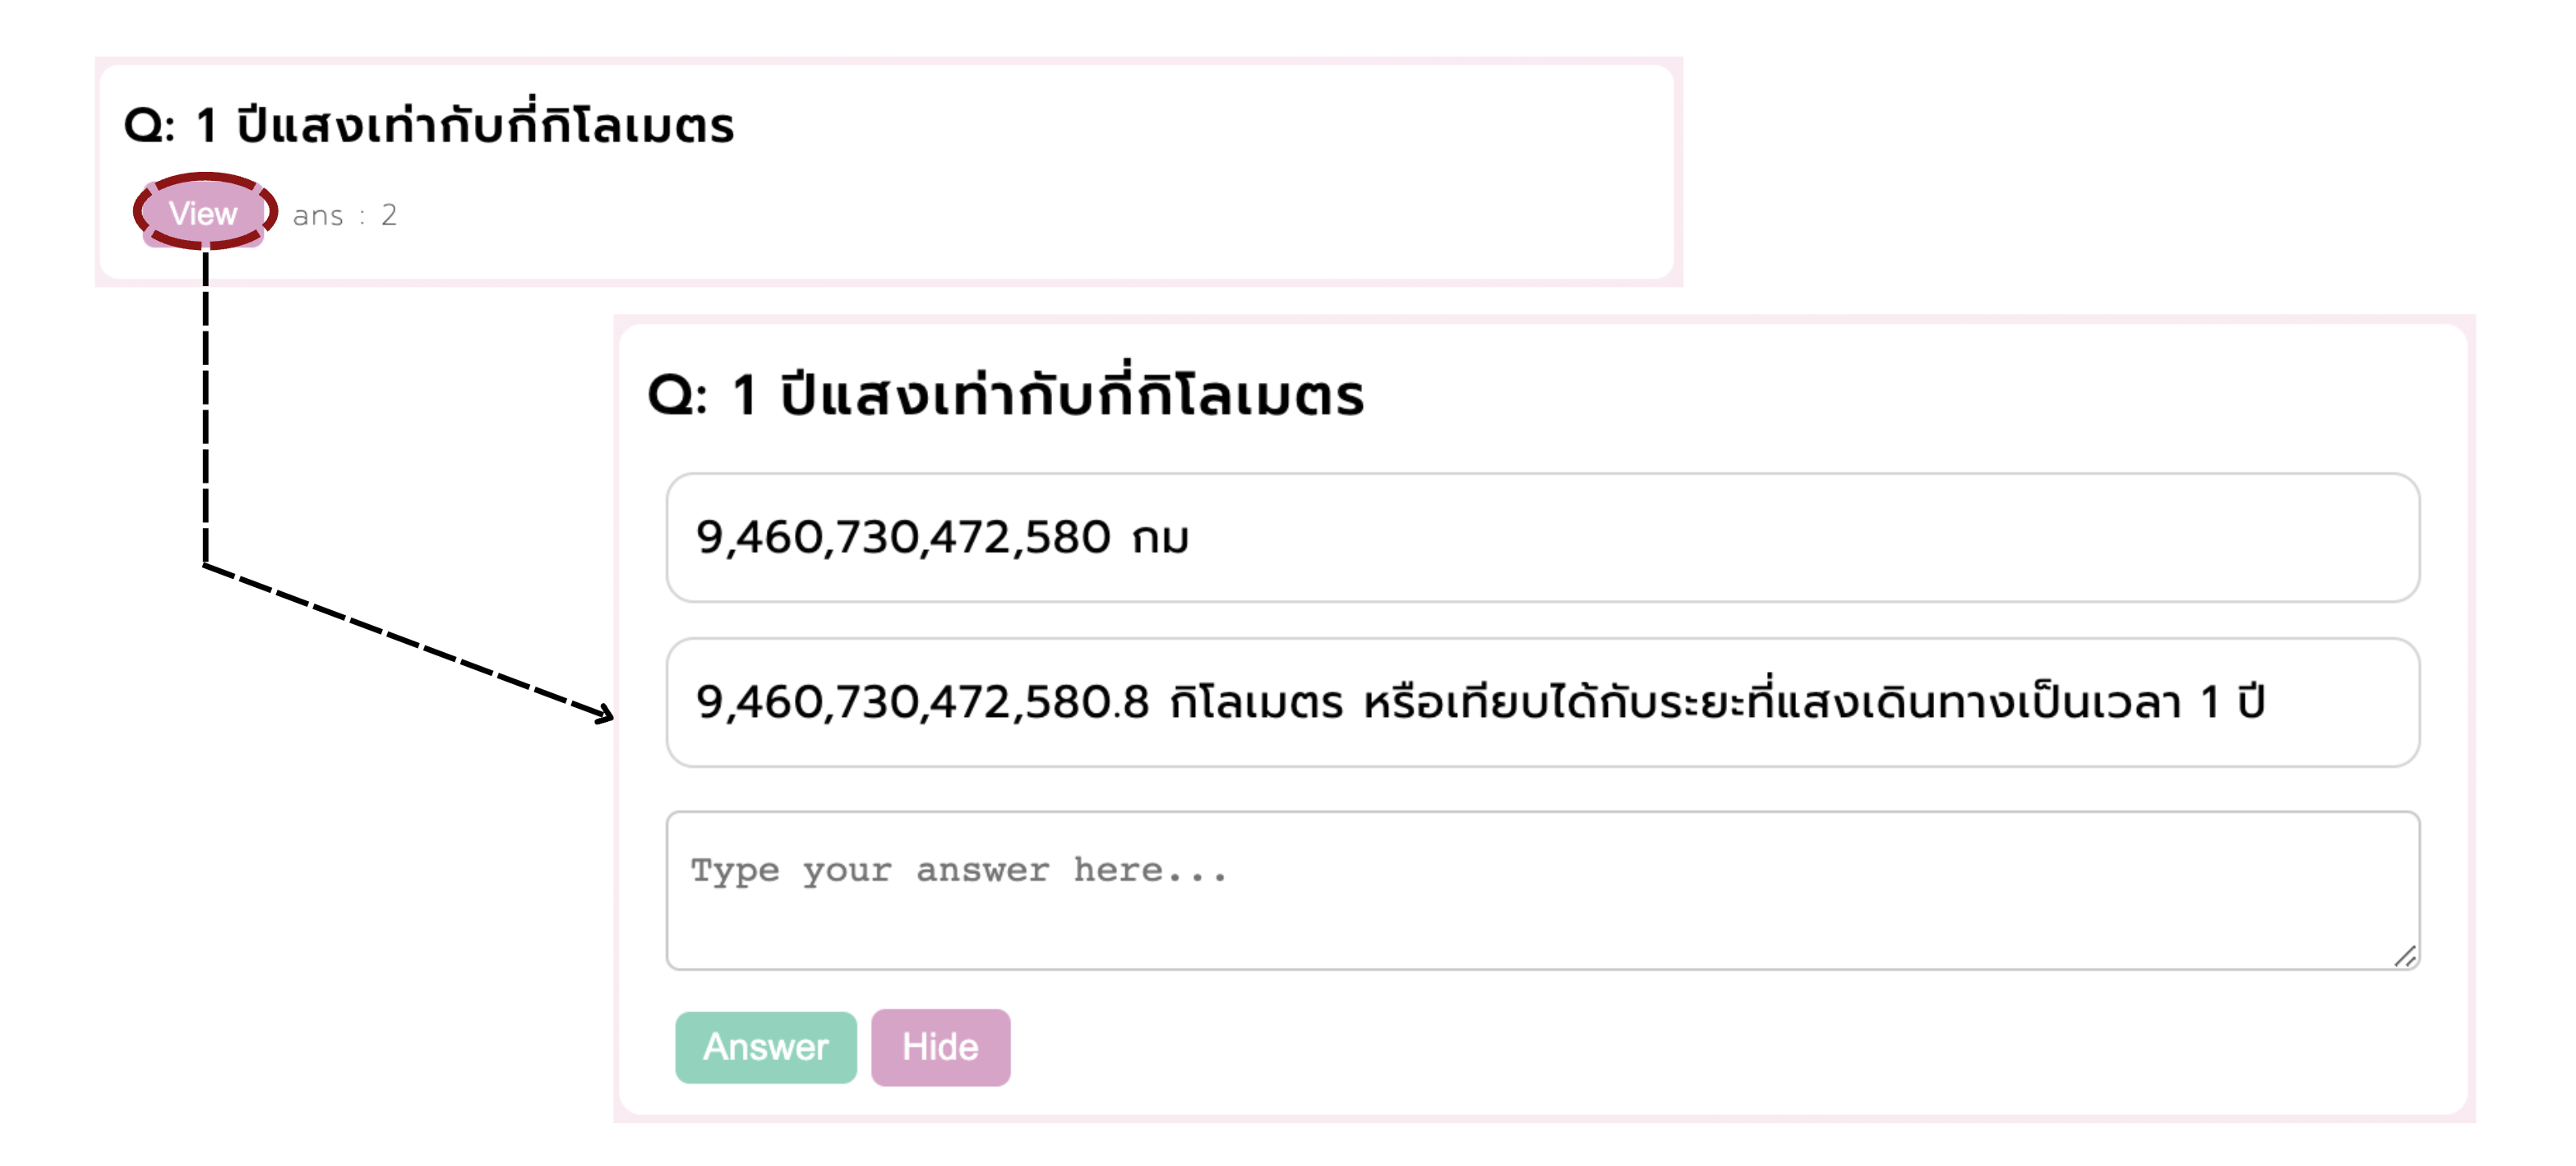 Q: 1 ปีแสงเท่ากับกี่กิโลเมตร
View ans : 2
Q: 1 ปีแสงเท่ากับกี่กิโลเมตร
9,460,730,472,580 กม
9,460,730,472,580.8 กิโลเมตร หรือเทียบได้กับระยะที่แสงเดินทางเป็นเวลา 1 ปี
Type your answer here...
Answer Hide